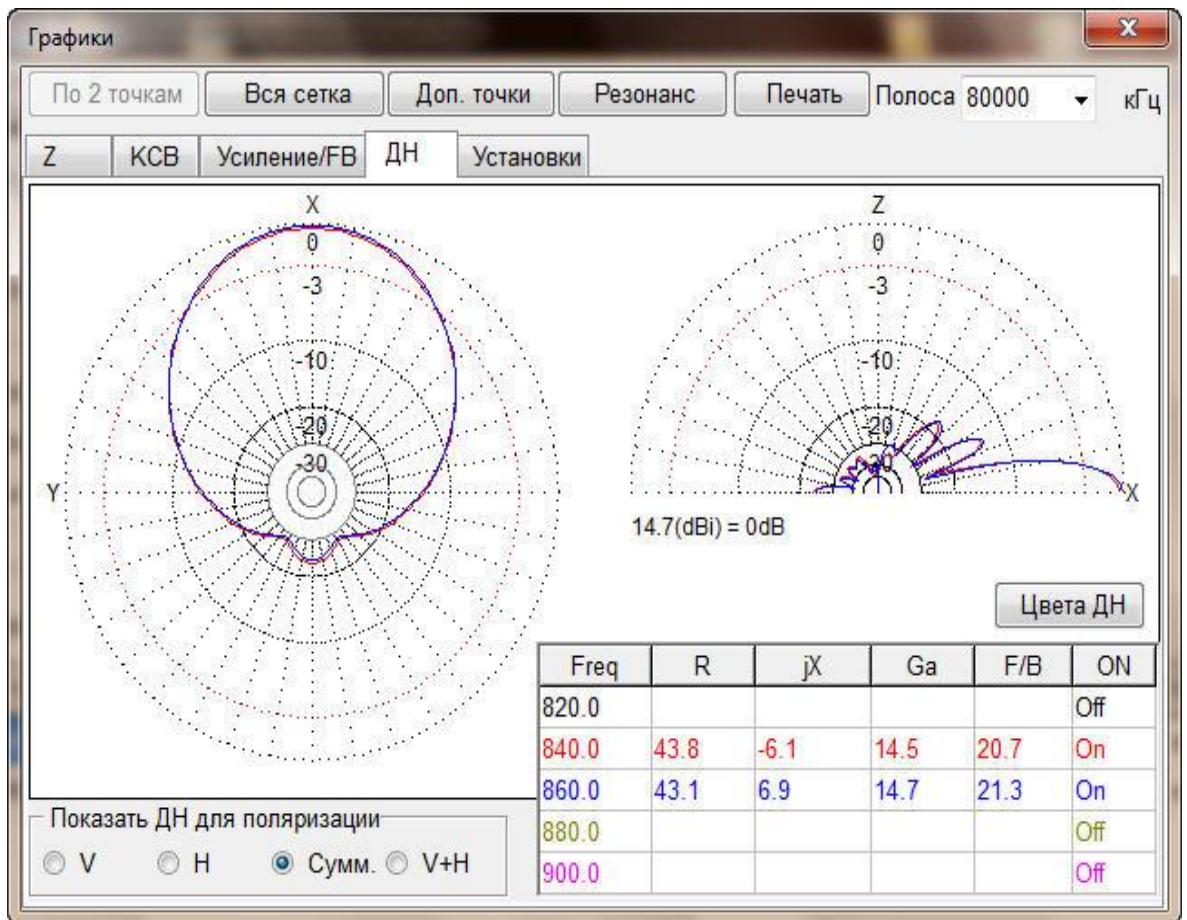 Графики
По 2 точкам Вся сетка Доп. точки Резонанс Печать Полоса 80000 кГц
Z КСВ Усиление/FB ДН Установки
X Z
0 0
-3 -3
-10 -10
-20 -20
-30 -30
Y X
14.7(dBi) = 0dB
Цвета ДН
Freq R jX Ga F/B ON
820.0 Off
840.0 43.8 -6.1 14.5 20.7 On
860.0 43.1 6.9 14.7 21.3 On
880.0 Off
900.0 Off
Показать ДН для поляризации
V H Сумм. V+H